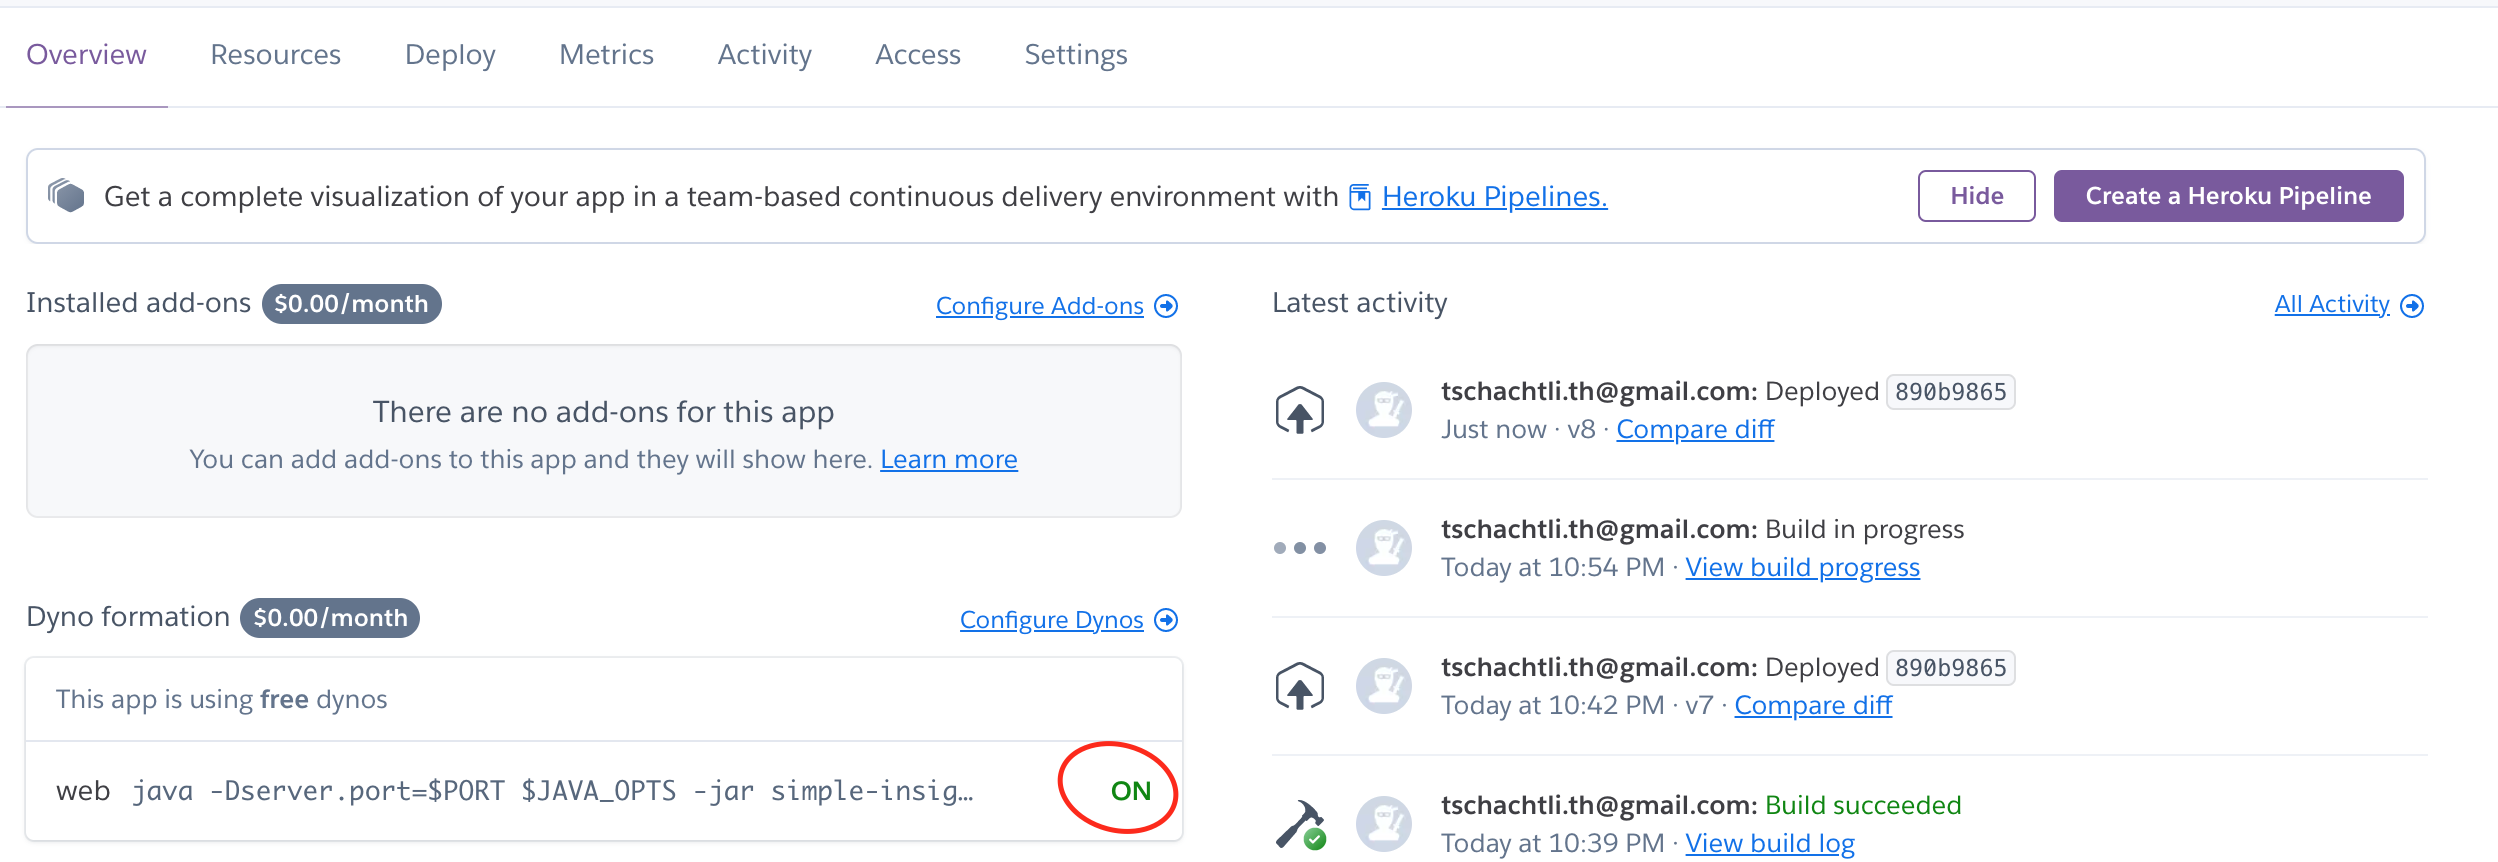 Overview Resources Deploy Metrics Activity Access Settings
Get a complete visualization of your app in a team-based continuous delivery environment with Heroku Pipelines.
Hide
Create a Heroku Pipeline
Installed add-ons $0.00/month
Configure Add-ons
There are no add-ons for this app
You can add add-ons to this app and they will show here. Learn more
Dyno formation $0.00/month
Configure Dynos
This app is using free dynos
web java -Dserver.port=$PORT $JAVA_OPTS -jar simple-insig…
ON
Latest activity
All Activity
tschachtli.th@gmail.com: Deployed 890b9865
Just now · v8 · Compare diff
tschachtli.th@gmail.com: Build in progress
Today at 10:54 PM · View build progress
tschachtli.th@gmail.com: Deployed 890b9865
Today at 10:42 PM · v7 · Compare diff
tschachtli.th@gmail.com: Build succeeded
Today at 10:39 PM · View build log